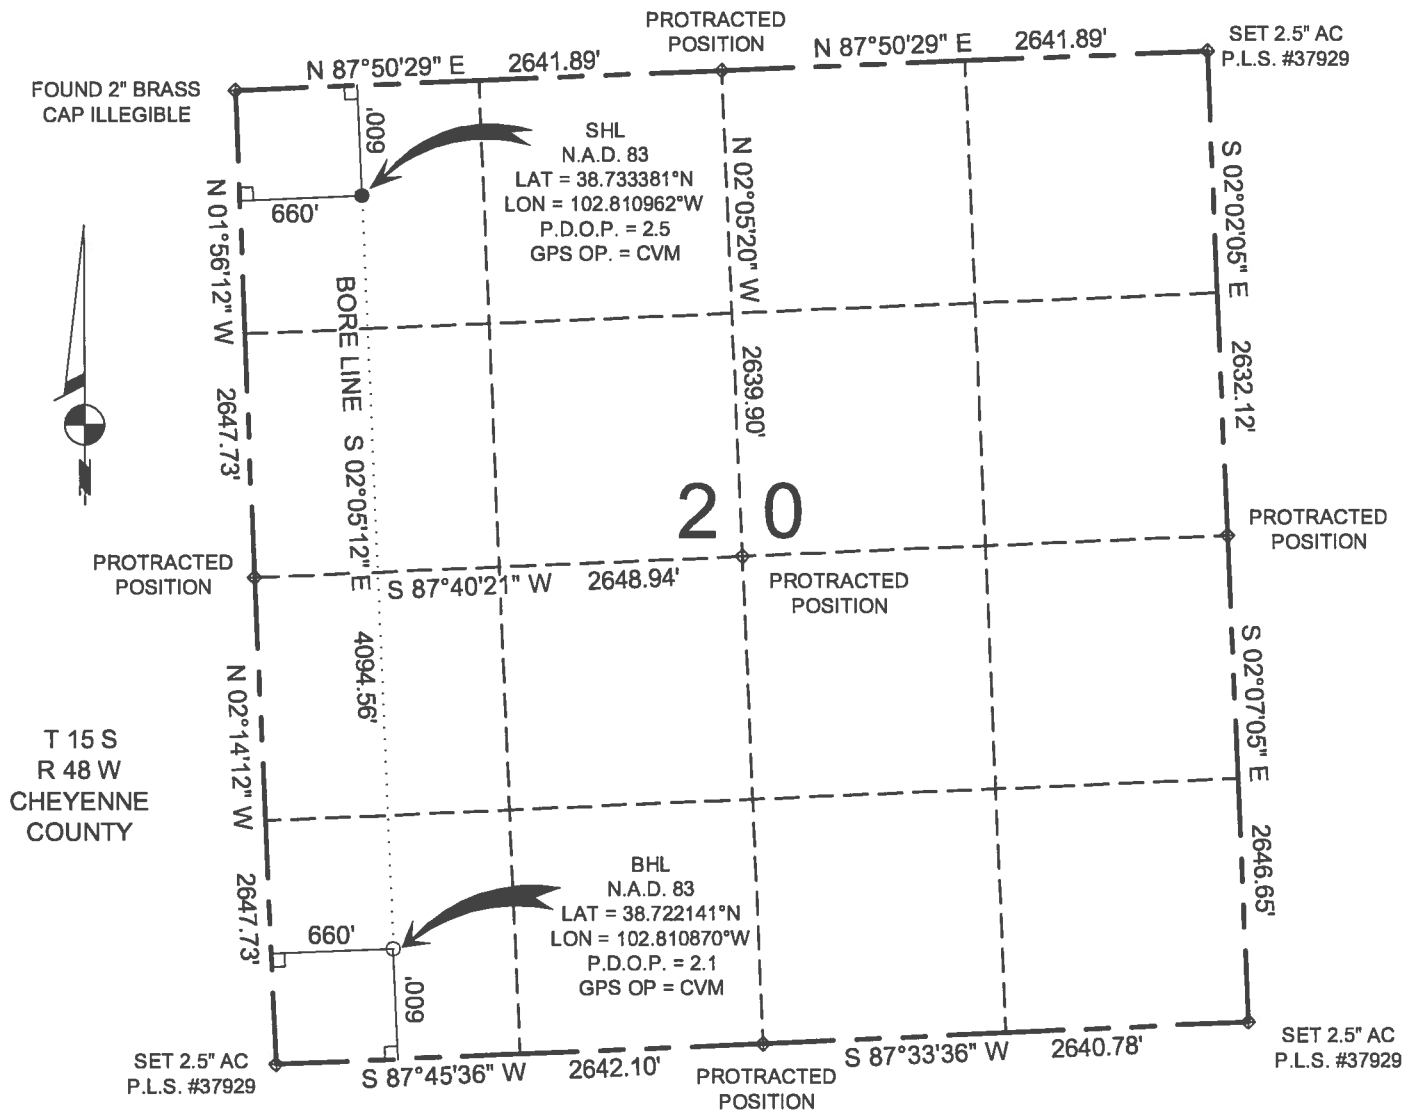 PROTRACTED
POSITION
SET 2.5" AC
P.L.S. #37929
N 87°50'29" E
2641.89'
N 87°50'29" E
2641.89'
FOUND 2" BRASS
CAP ILLEGIBLE
600'
660'
SHL
N.A.D. 83
LAT = 38.733381°N
LON = 102.810962°W
P.D.O.P. = 2.5
GPS OP. = CVM
N 01°56'12" W
2647.73'
N 02°05'20" W
2639.90'
S 02°02'05" E
2632.12'
BORE LINE S 02°05'12" E 4094.56'
20
PROTRACTED
POSITION
S 87°40'21" W
2648.94'
PROTRACTED
POSITION
PROTRACTED
POSITION
N 02°14'12" W
2647.73'
S 02°07'05" E
2646.65'
T 15 S
R 48 W
CHEYENNE
COUNTY
BHL
N.A.D. 83
LAT = 38.722141°N
LON = 102.810870°W
P.D.O.P. = 2.1
GPS OP = CVM
660'
600'
SET 2.5" AC
P.L.S. #37929
S 87°45'36" W
2642.10'
PROTRACTED
POSITION
S 87°33'36" W
2640.78'
SET 2.5" AC
P.L.S. #37929